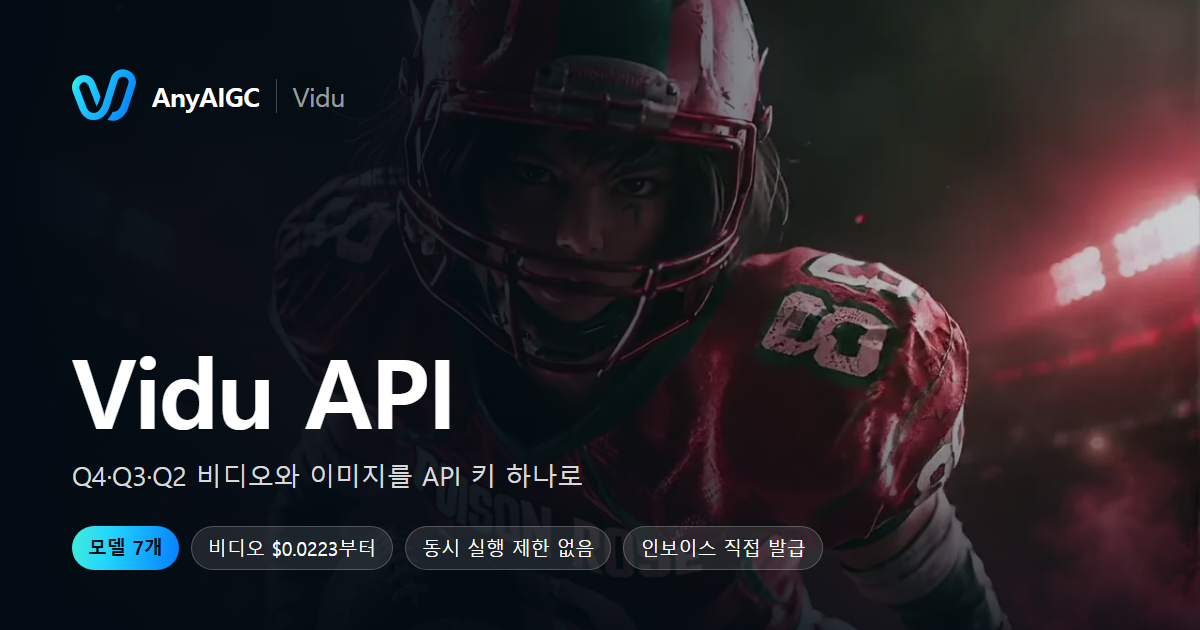 AnyAIGC | Vidu
58
Vidu API
Q4·Q3·Q2 비디오와 이미지를 API 키 하나로
모델 7개
비디오 $0.0223부터
동시 실행 제한 없음
인보이스 직접 발급